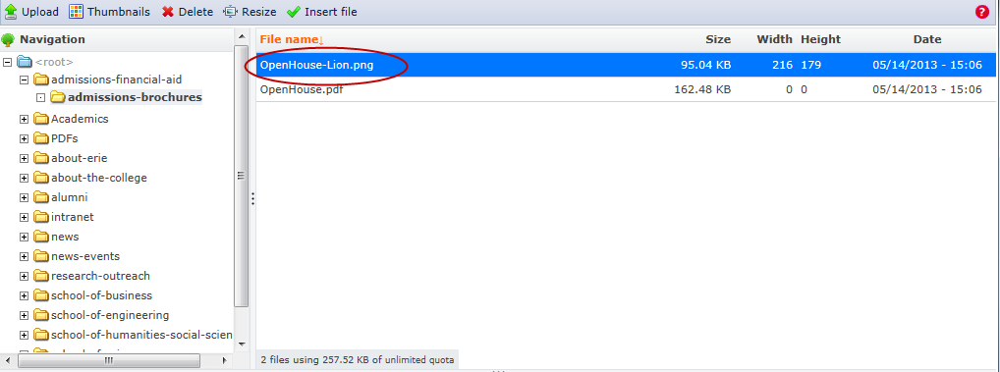 Upload Thumbnails Delete Resize Insert file ?
Navigation
<root>
admissions-financial-aid
admissions-brochures
Academics
PDFs
about-erie
about-the-college
alumni
intranet
news
news-events
research-outreach
school-of-business
school-of-engineering
school-of-humanities-social-scien
File name↓ Size Width Height Date
OpenHouse-Lion.png 95.04 KB 216 179 05/14/2013 - 15:06
OpenHouse.pdf 162.48 KB 0 0 05/14/2013 - 15:06
2 files using 257.52 KB of unlimited quota